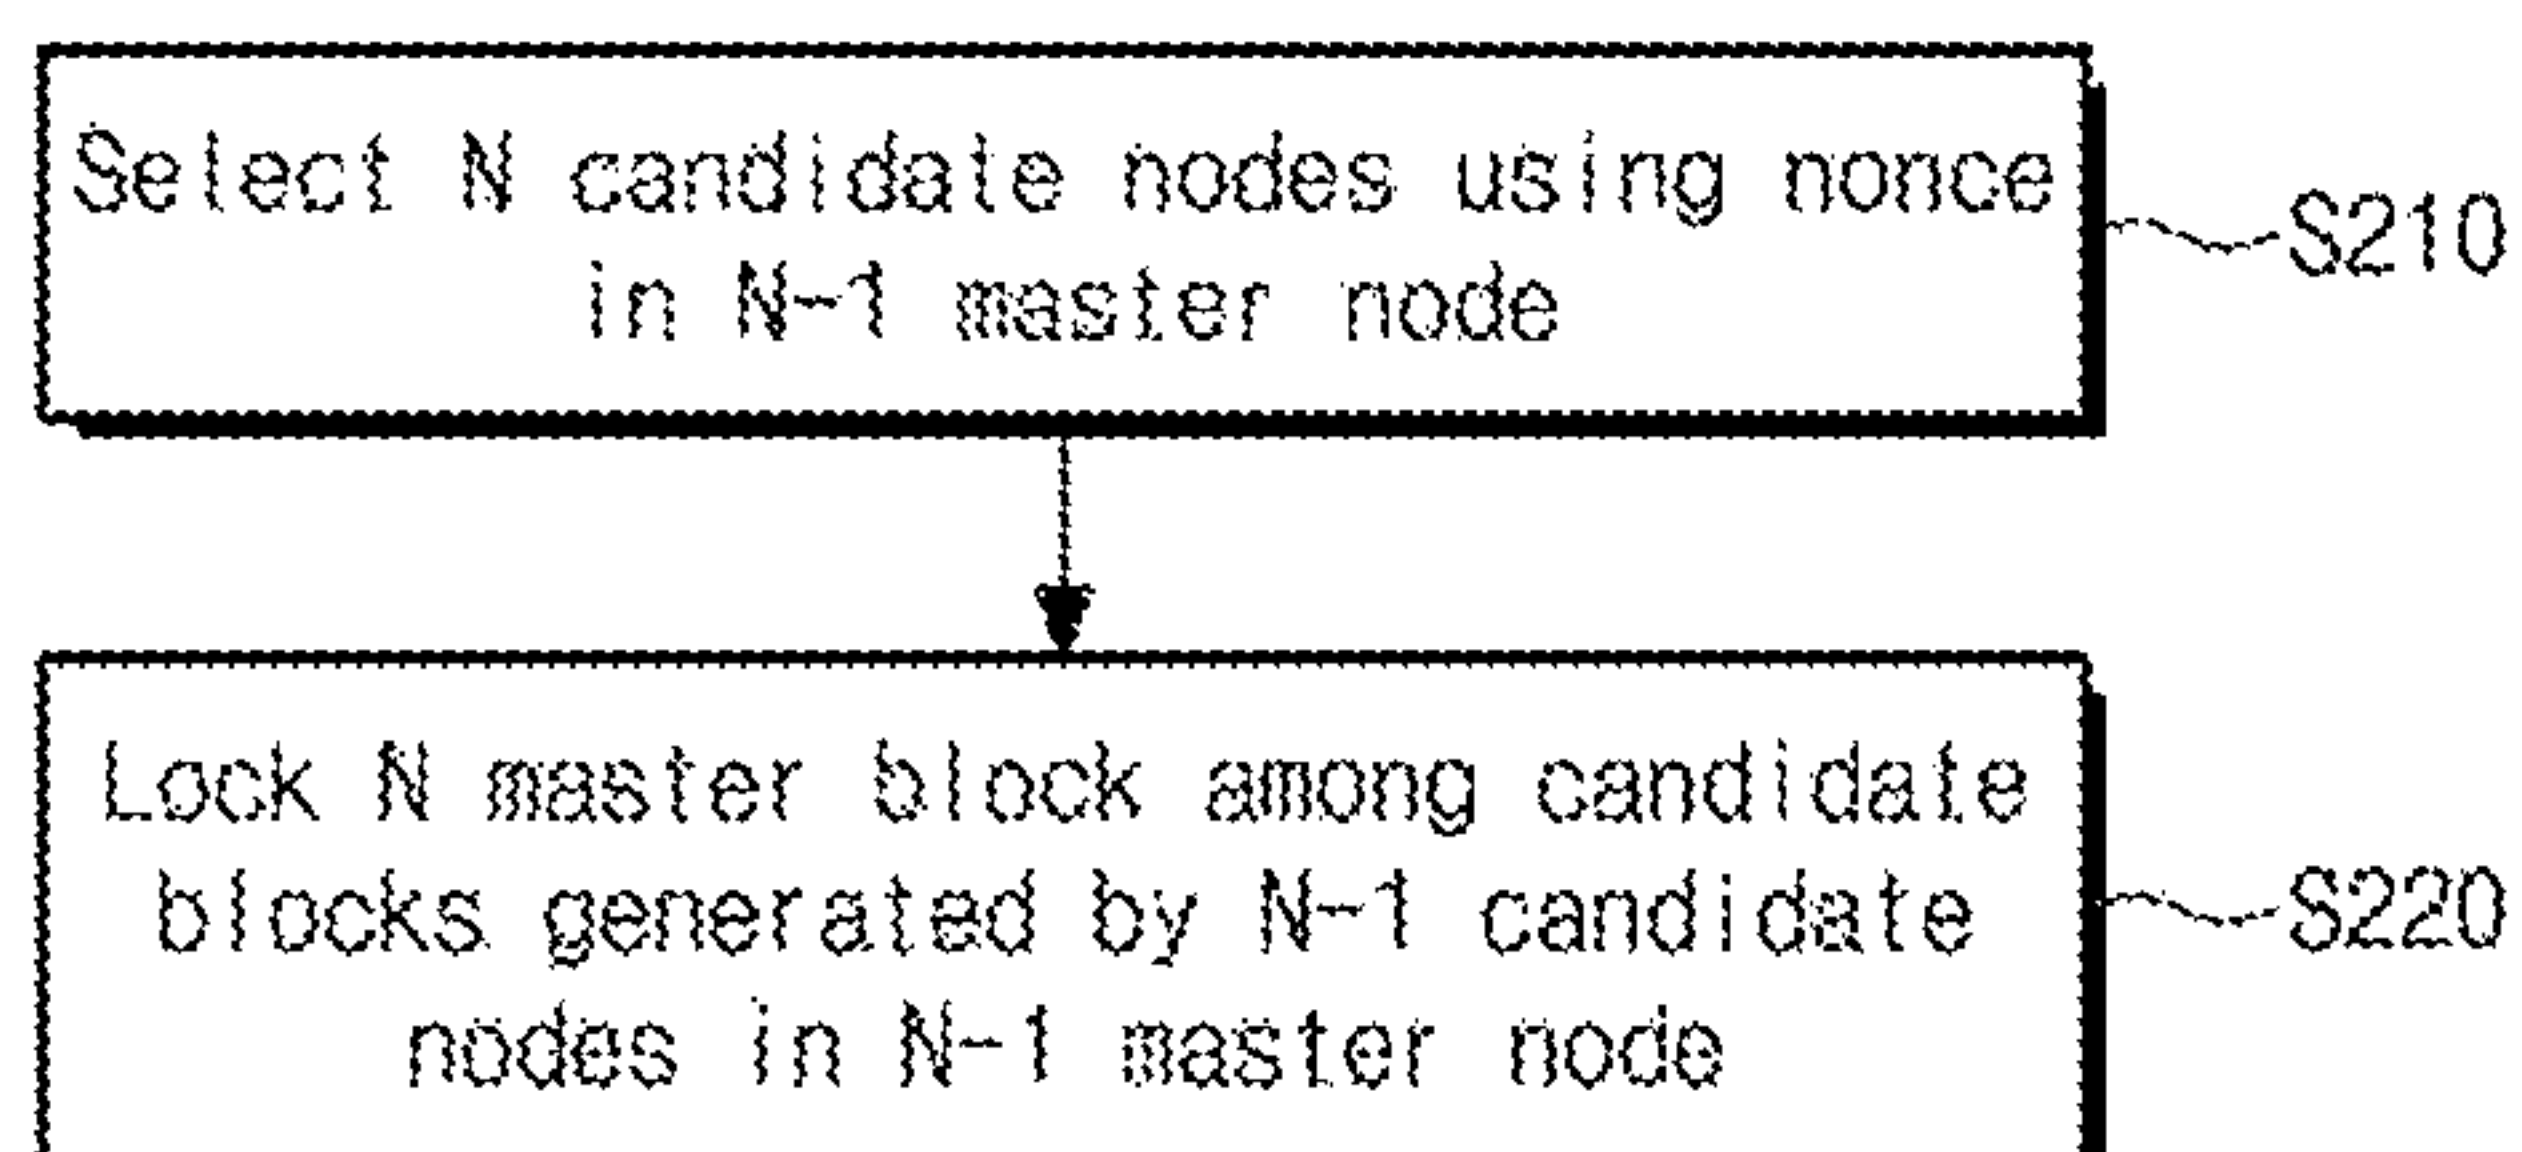 Select N candidate nodes using nonce
in N-1 master node
S210
Lock N master block among candidate
blocks generated by N-1 candidate
nodes in N-1 master node
S220